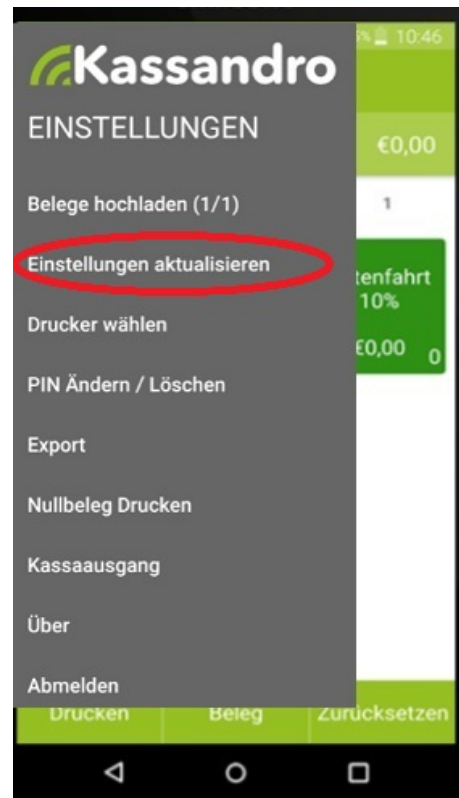 Kassandro
5% 10:46
EINSTELLUNGEN
€0,00
Belege hochladen (1/1)
1
Einstellungen aktualisieren
tenfahrt
10%
Drucker wählen
€0,00 0
PIN Ändern / Löschen
Export
Nullbeleg Drucken
Kassaausgang
Über
Abmelden
Drucken Beleg Zurücksetzen